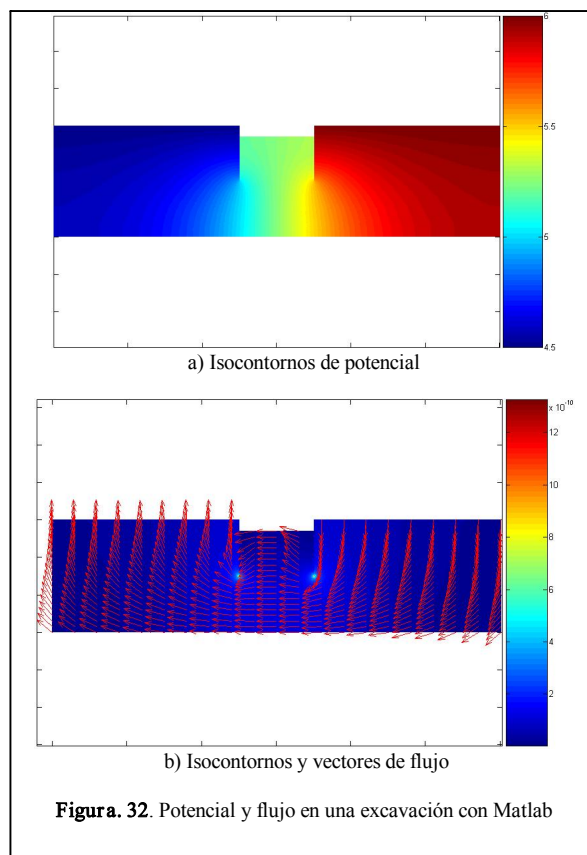 6
5.5
5
4.5
a) Isocontornos de potencial
x 10⁻¹⁰
12
10
8
6
4
2
b) Isocontornos y vectores de flujo
Figura. 32. Potencial y flujo en una excavación con Matlab